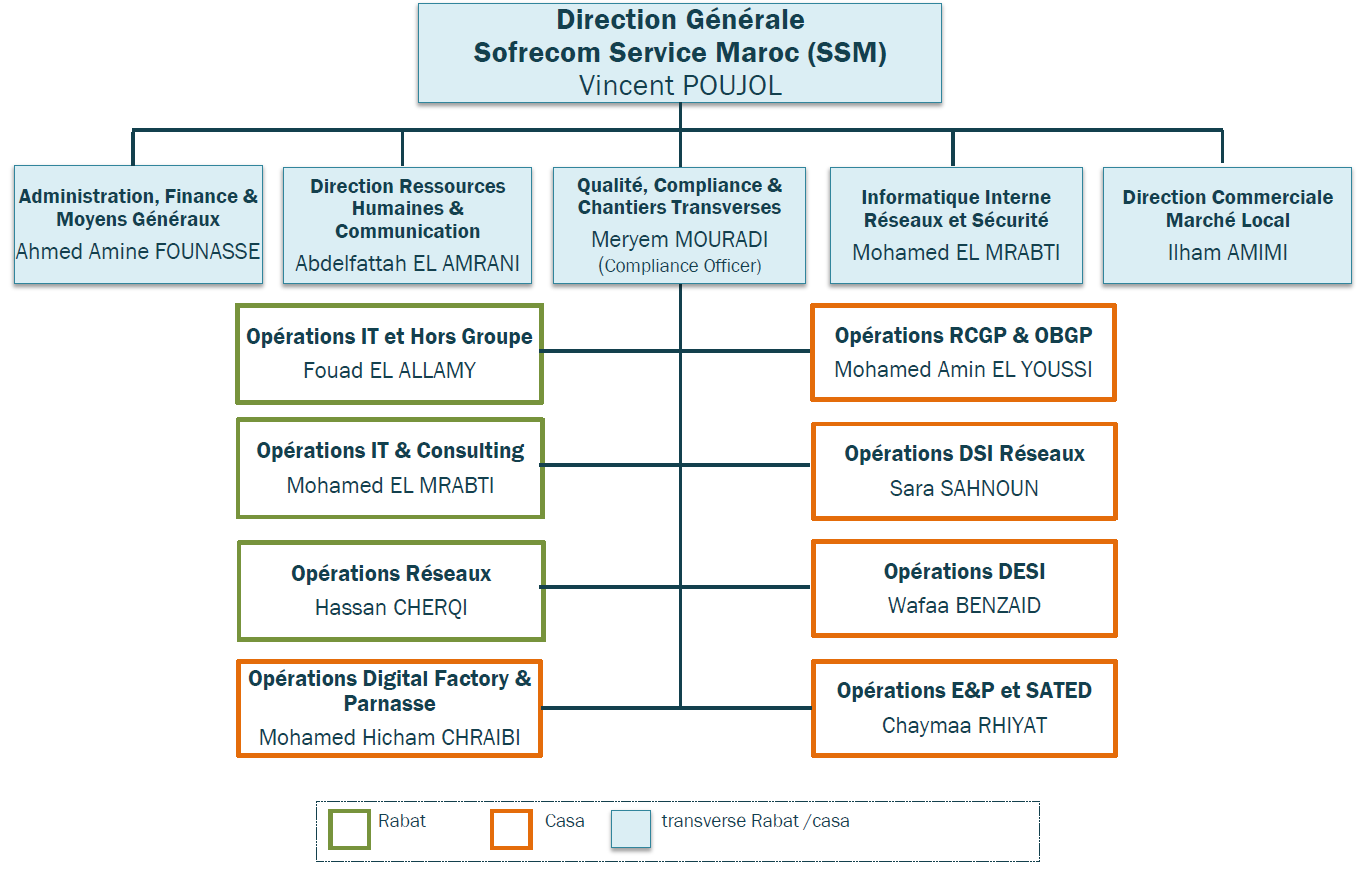 Direction Générale
Sofrecom Service Maroc (SSM)
Vincent POUJOL
Administration, Finance &
Moyens Généraux
Ahmed Amine FOUNASSE
Direction Ressources
Humaines &
Communication
Abdelfattah EL AMRANI
Qualité, Compliance &
Chantiers Transverses
Meryem MOURADI
(Compliance Officer)
Informatique Interne
Réseaux et Sécurité
Mohamed EL MRABTI
Direction Commerciale
Marché Local
Ilham AMIMI
Opérations IT et Hors Groupe
Fouad EL ALLAMY
Opérations RCGP & OBGP
Mohamed Amin EL YOUSSI
Opérations IT & Consulting
Mohamed EL MRABTI
Opérations DSI Réseaux
Sara SAHNOUN
Opérations Réseaux
Hassan CHERQI
Opérations DESI
Wafaa BENZAID
Opérations Digital Factory &
Parnasse
Mohamed Hicham CHRAIBI
Opérations E&P et SATED
Chaymaa RHIYAT
Rabat
Casa
transverse Rabat /casa